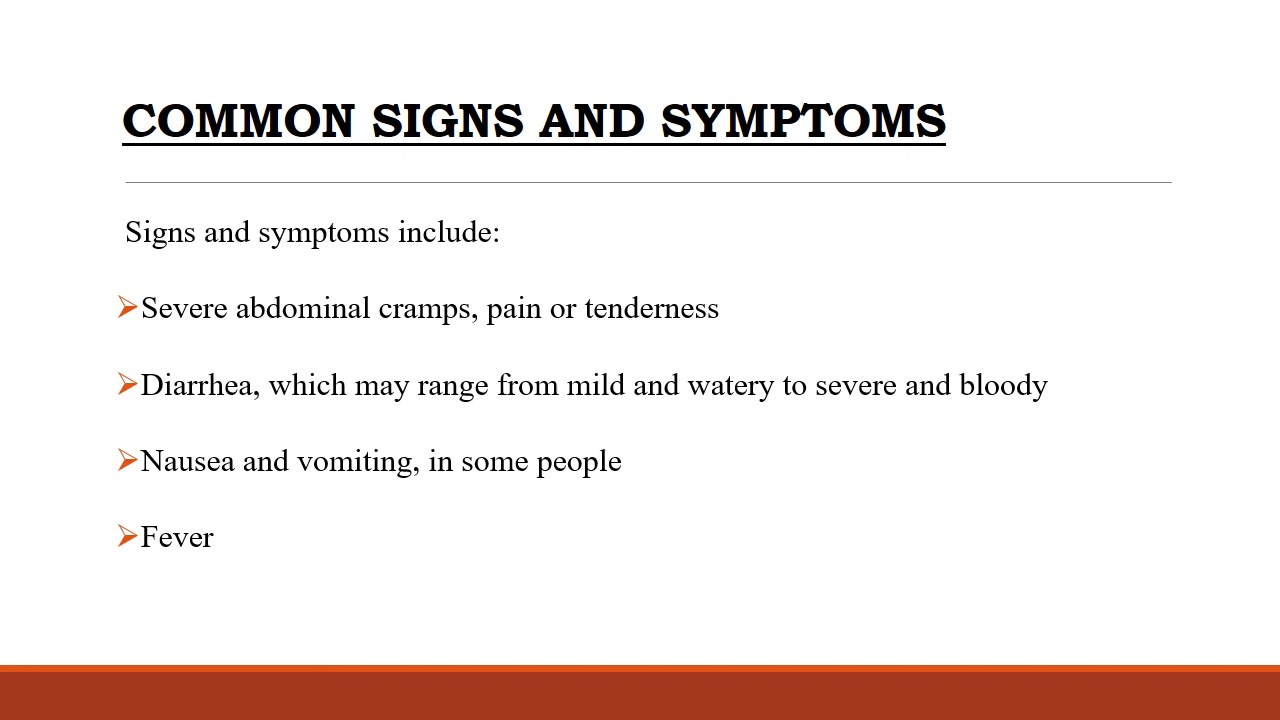 COMMON SIGNS AND SYMPTOMS
Signs and symptoms include:
➢Severe abdominal cramps, pain or tenderness
➢Diarrhea, which may range from mild and watery to severe and bloody
➢Nausea and vomiting, in some people
➢Fever